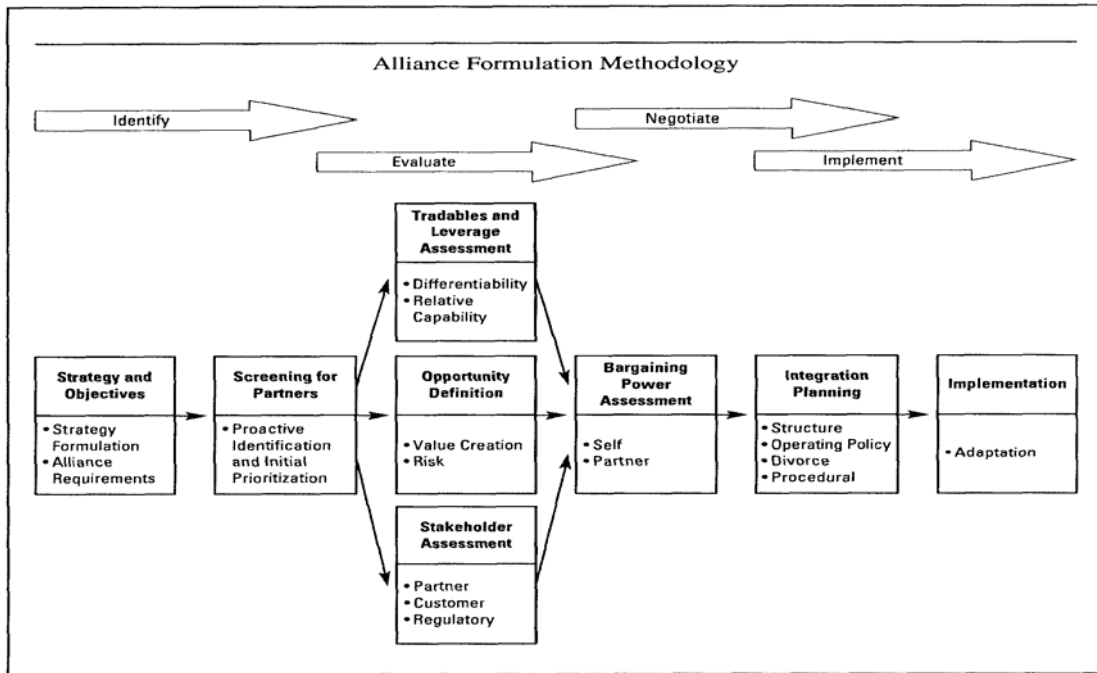 Alliance Formulation Methodology
Identify
Negotiate
Evaluate
Implement
Tradables and
Leverage
Assessment
• Differentiability
• Relative
Capability
Strategy and
Objectives
• Strategy
Formulation
• Alliance
Requirements
Screening for
Partners
• Proactive
Identification
and Initial
Prioritization
Opportunity
Definition
• Value Creation
• Risk
Bargaining
Power
Assessment
• Self
• Partner
Integration
Planning
• Structure
• Operating Policy
• Divorce
• Procedural
Implementation
• Adaptation
Stakeholder
Assessment
• Partner
• Customer
• Regulatory